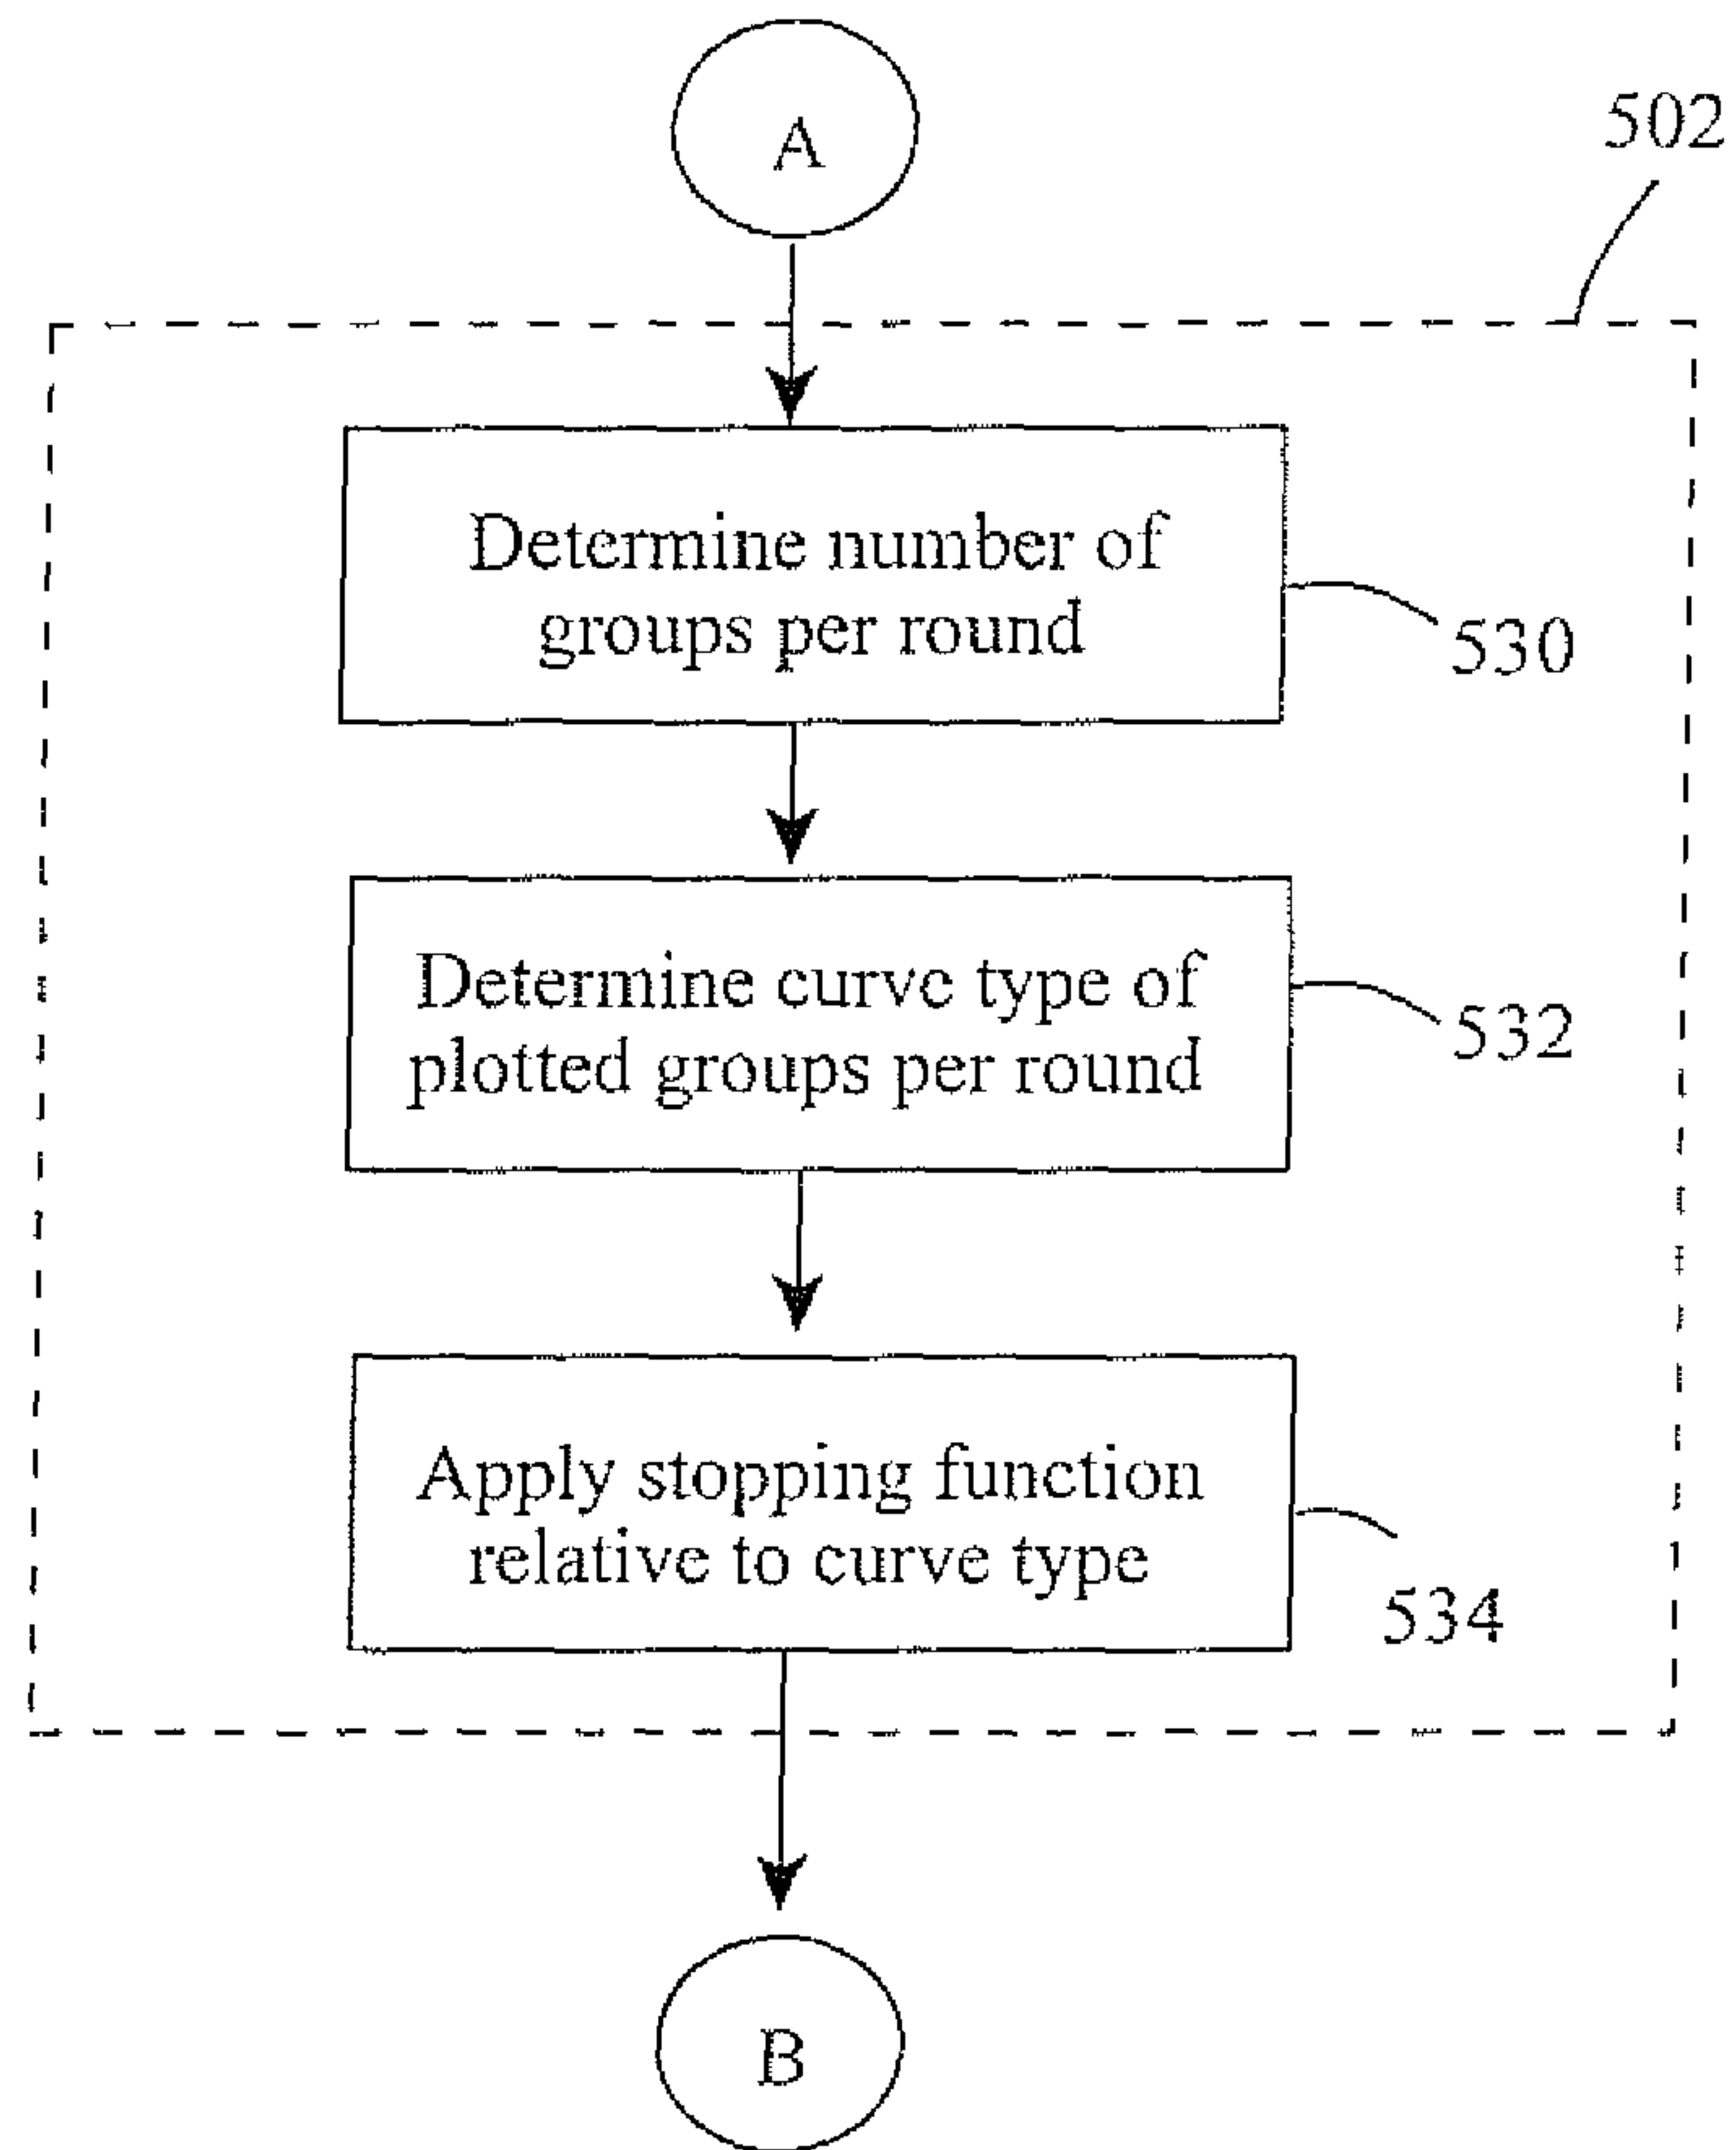 A
502
Determine number of
groups per round
530
Determine curve type of
plotted groups per round
532
Apply stopping function
relative to curve type
534
B